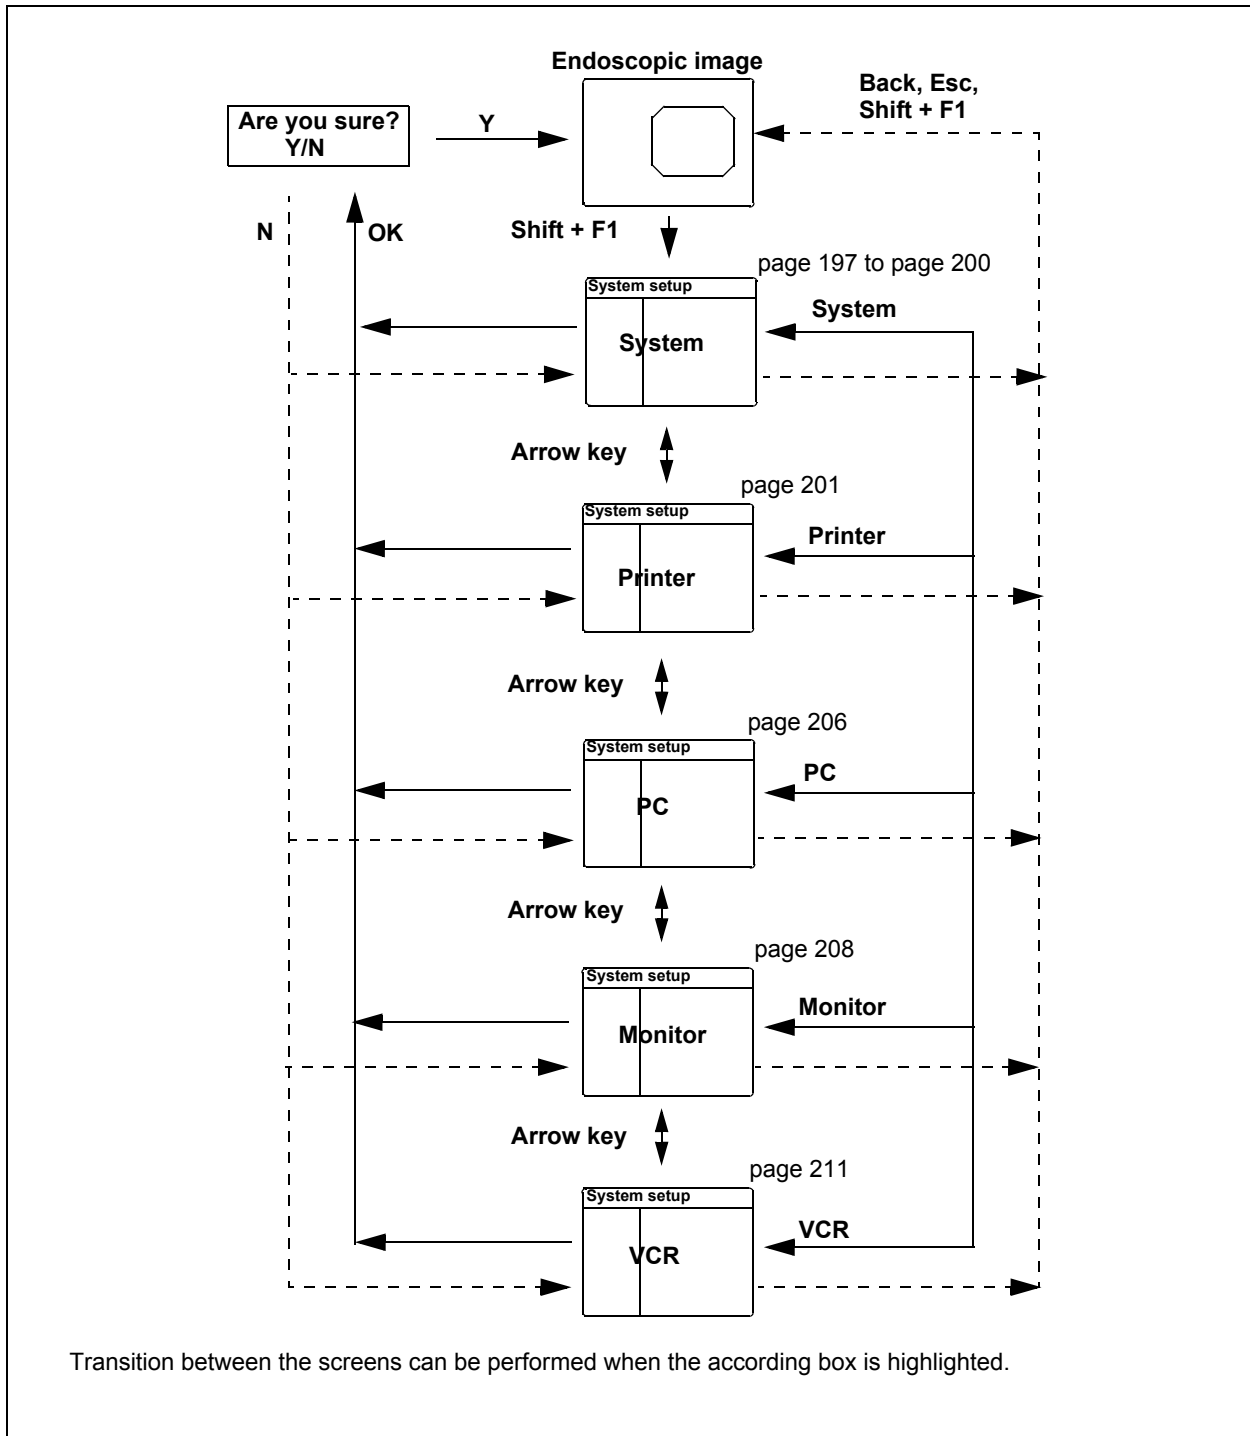 Endoscopic image
Back, Esc,
Shift + F1
Are you sure?
Y/N
Y
N
OK
Shift + F1
page 197 to page 200
System setup
System
System
Arrow key
page 201
System setup
Printer
Printer
Arrow key
page 206
System setup
PC
PC
Arrow key
page 208
System setup
Monitor
Monitor
Arrow key
page 211
System setup
VCR
VCR
Transition between the screens can be performed when the according box is highlighted.